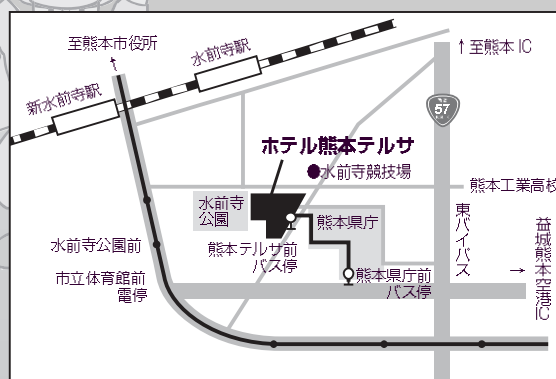 至熊本市役所
水前寺駅
至熊本IC
新水前寺駅
57
ホテル熊本テルサ
水前寺競技場
熊本工業高校
水前寺
公園
熊本県庁
東バイパス
水前寺公園前
熊本テルサ前
バス停
益城熊本空港IC
市立体育館前
電停
熊本県庁前
バス停